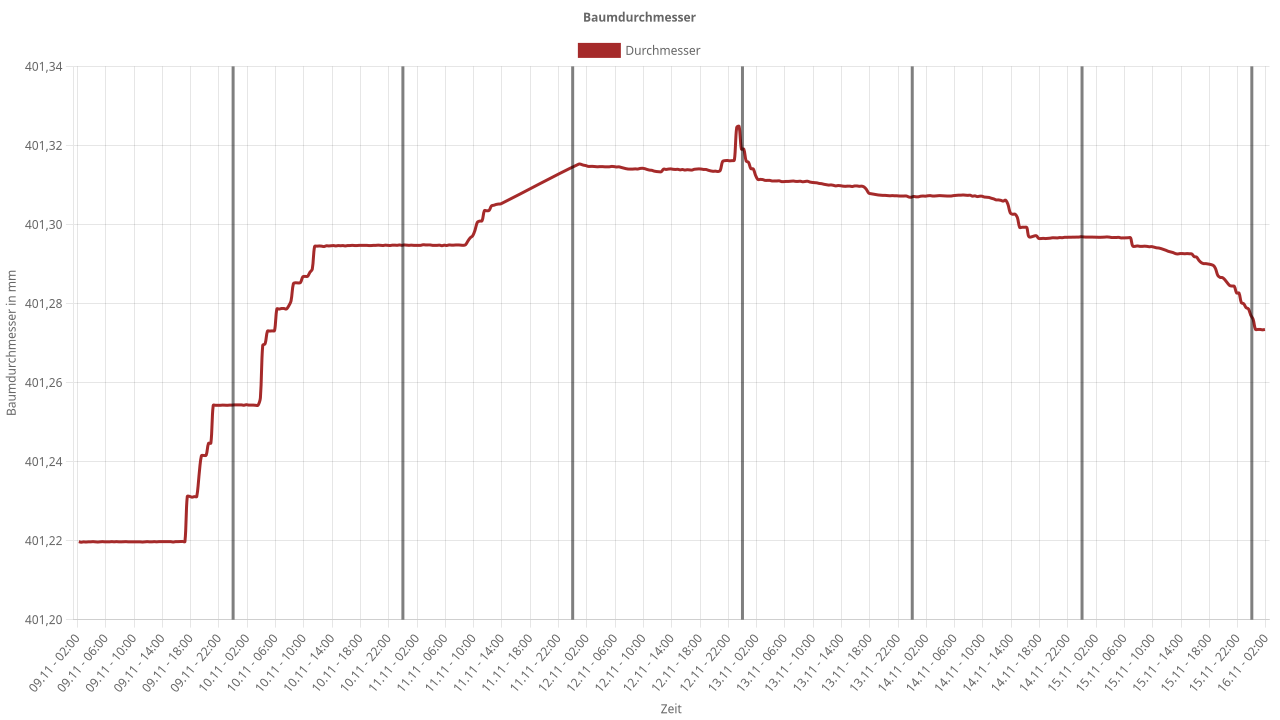 Baumdurchmesser
Durchmesser
Baumdurchmesser in mm
401,34
401,32
401,30
401,28
401,26
401,24
401,22
401,20
09.11 - 02:00
09.11 - 06:00
09.11 - 10:00
09.11 - 14:00
09.11 - 18:00
09.11 - 22:00
10.11 - 02:00
10.11 - 06:00
10.11 - 10:00
10.11 - 14:00
10.11 - 18:00
10.11 - 22:00
11.11 - 02:00
11.11 - 06:00
11.11 - 10:00
11.11 - 14:00
11.11 - 18:00
11.11 - 22:00
12.11 - 02:00
12.11 - 06:00
12.11 - 10:00
12.11 - 14:00
12.11 - 18:00
12.11 - 22:00
13.11 - 02:00
13.11 - 06:00
13.11 - 10:00
13.11 - 14:00
13.11 - 18:00
13.11 - 22:00
14.11 - 02:00
14.11 - 06:00
14.11 - 10:00
14.11 - 14:00
14.11 - 18:00
14.11 - 22:00
15.11 - 02:00
15.11 - 06:00
15.11 - 10:00
15.11 - 14:00
15.11 - 18:00
15.11 - 22:00
16.11 - 02:00
Zeit